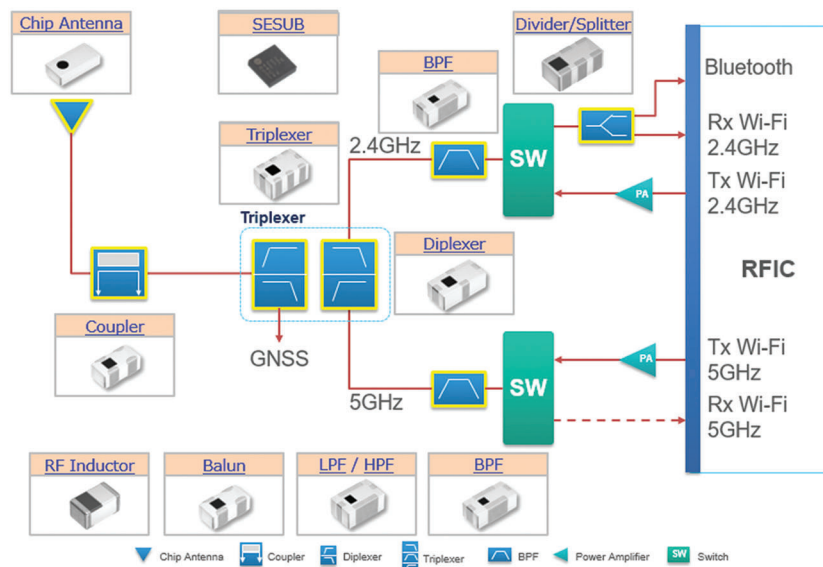 Chip Antenna
SESUB
Divider/Splitter
BPF
Bluetooth
Triplexer
2.4GHz
SW
Rx Wi-Fi
2.4GHz
PA
Tx Wi-Fi
2.4GHz
Triplexer
Diplexer
RFIC
Coupler
GNSS
5GHz
SW
PA
Tx Wi-Fi
5GHz
Rx Wi-Fi
5GHz
RF Inductor
Balun
LPF / HPF
BPF
Chip Antenna
Coupler
Diplexer
Triplexer
BPF
Power Amplifier
SW
Switch